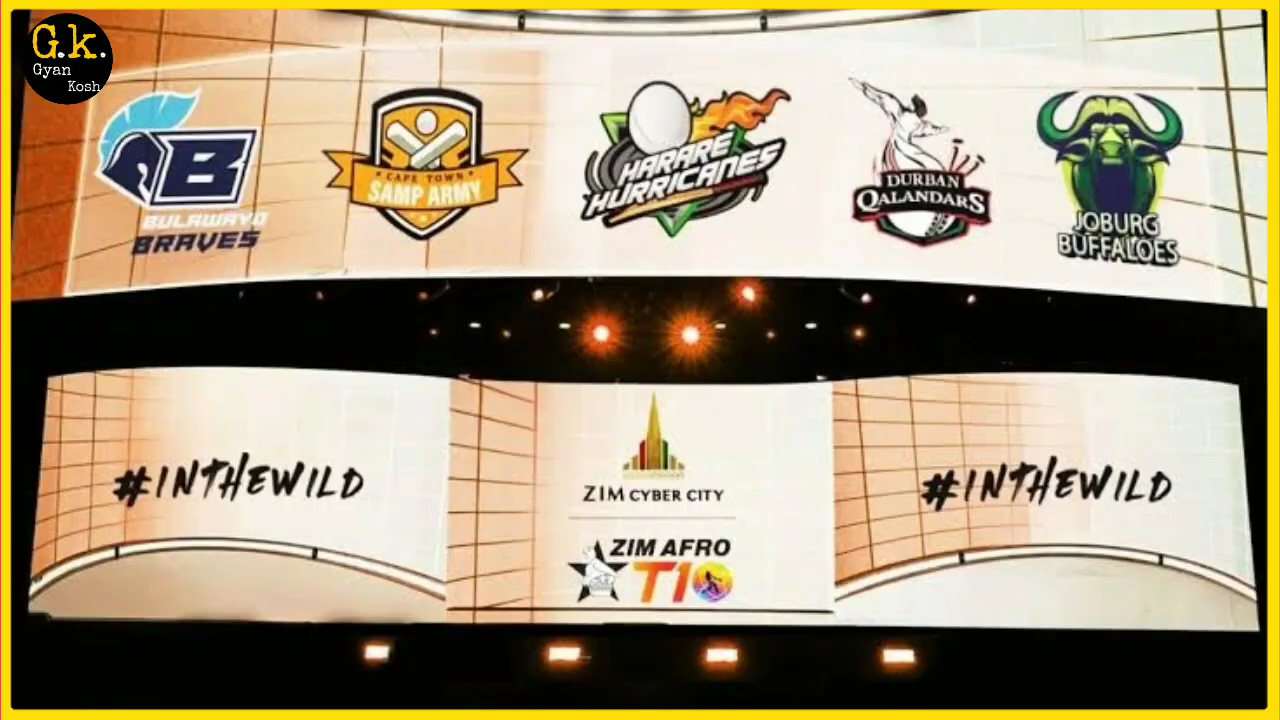 G.k.
Gyan
Kosh
B
BULAWAYO
BRAVES
CAPE TOWN
SAMP ARMY
HARARE
HURRICANES
DURBAN
QALANDARS
JOBURG
BUFFALOES
#INTHEWILD
ZIM CYBER CITY
ZIM AFRO
T10
#INTHEWILD